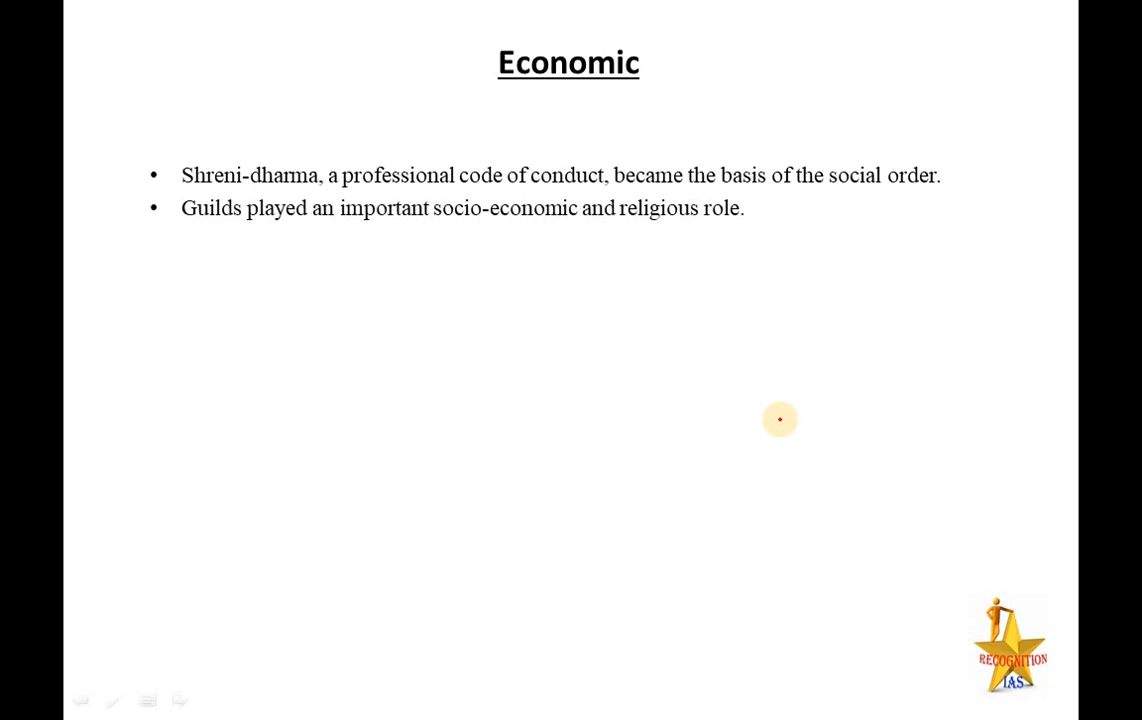 Economic
• Shreni-dharma, a professional code of conduct, became the basis of the social order.
• Guilds played an important socio-economic and religious role.
RECOGNITION
IAS